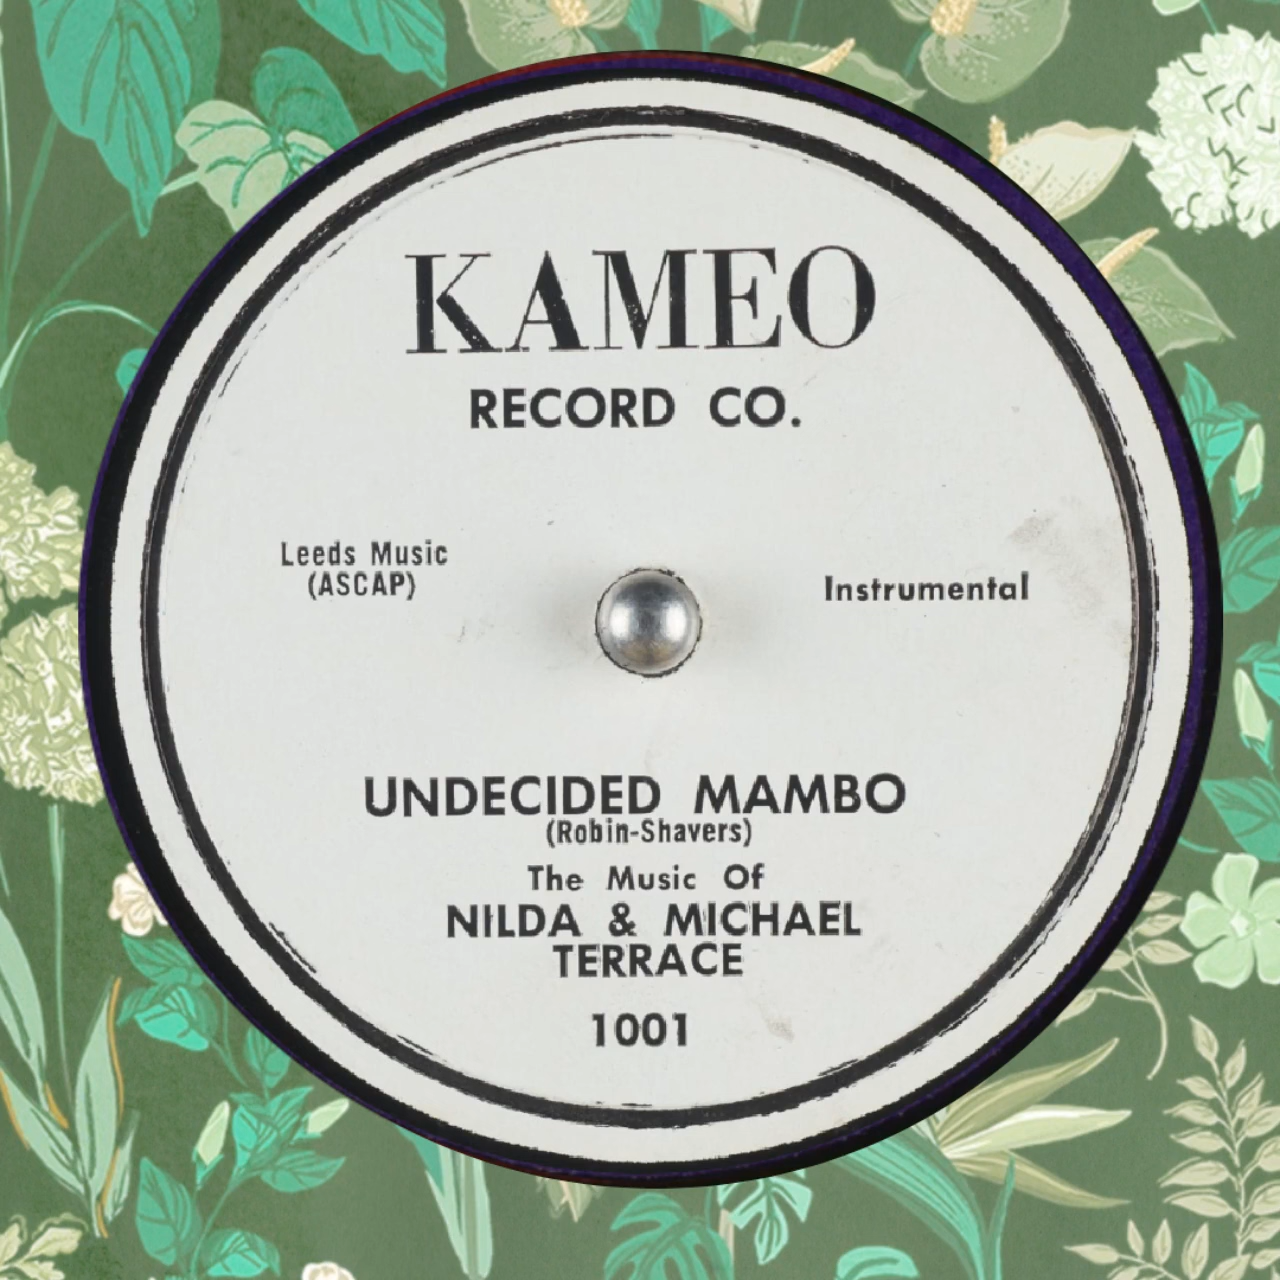 KAMEO
RECORD CO.
Leeds Music
(ASCAP)
Instrumental
UNDECIDED MAMBO
(Robin-Shavers)
The Music Of
NILDA & MICHAEL
TERRACE
1001